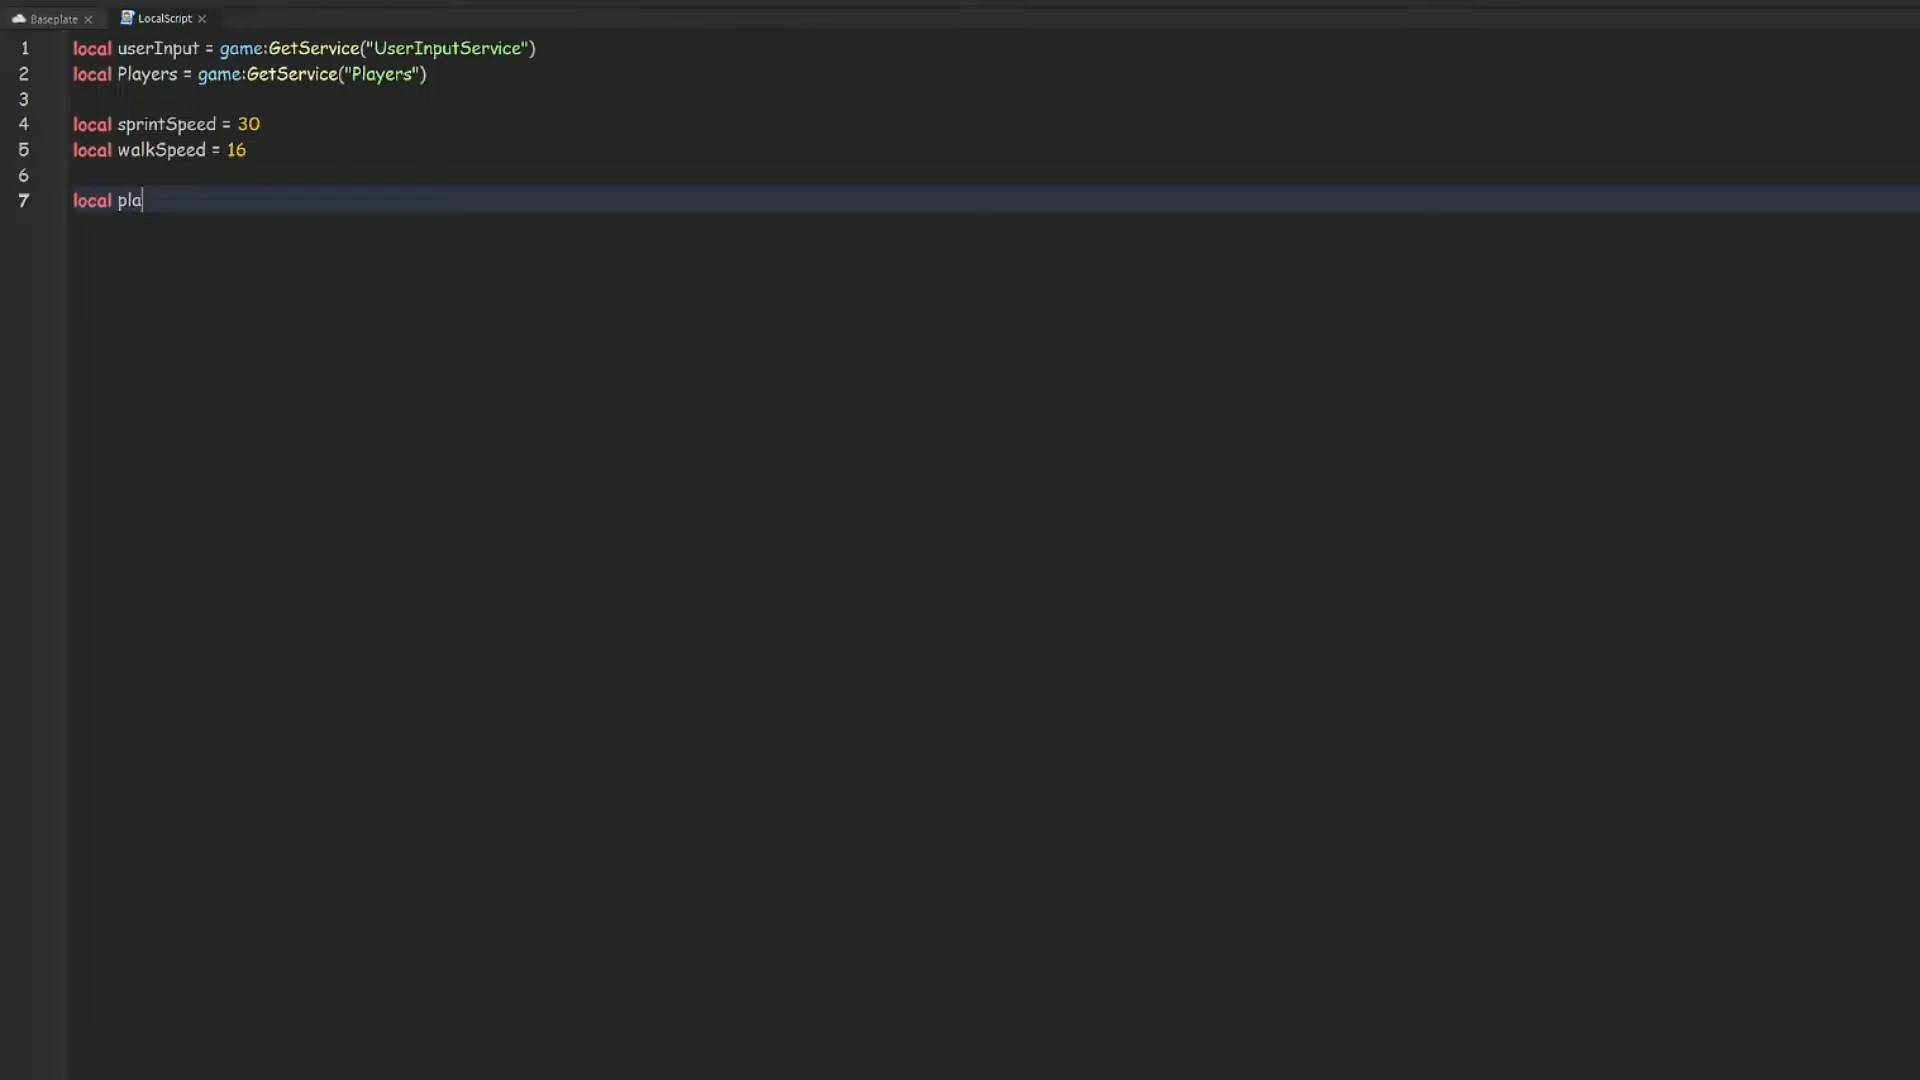 Baseplate
LocalScript
1 local userInput = game:GetService("UserInputService")
2 local Players = game:GetService("Players")
3
4 local sprintSpeed = 30
5 local walkSpeed = 16
6
7 local pla